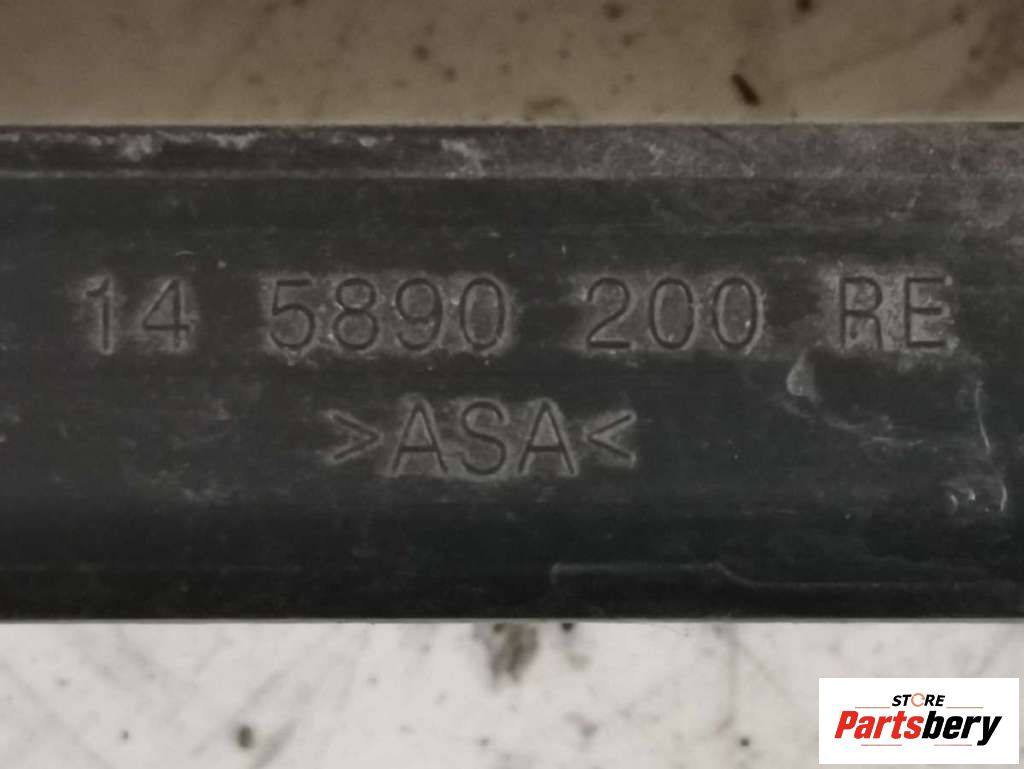 14 5890 200 RE
>ASA<
STORE
Partsbery